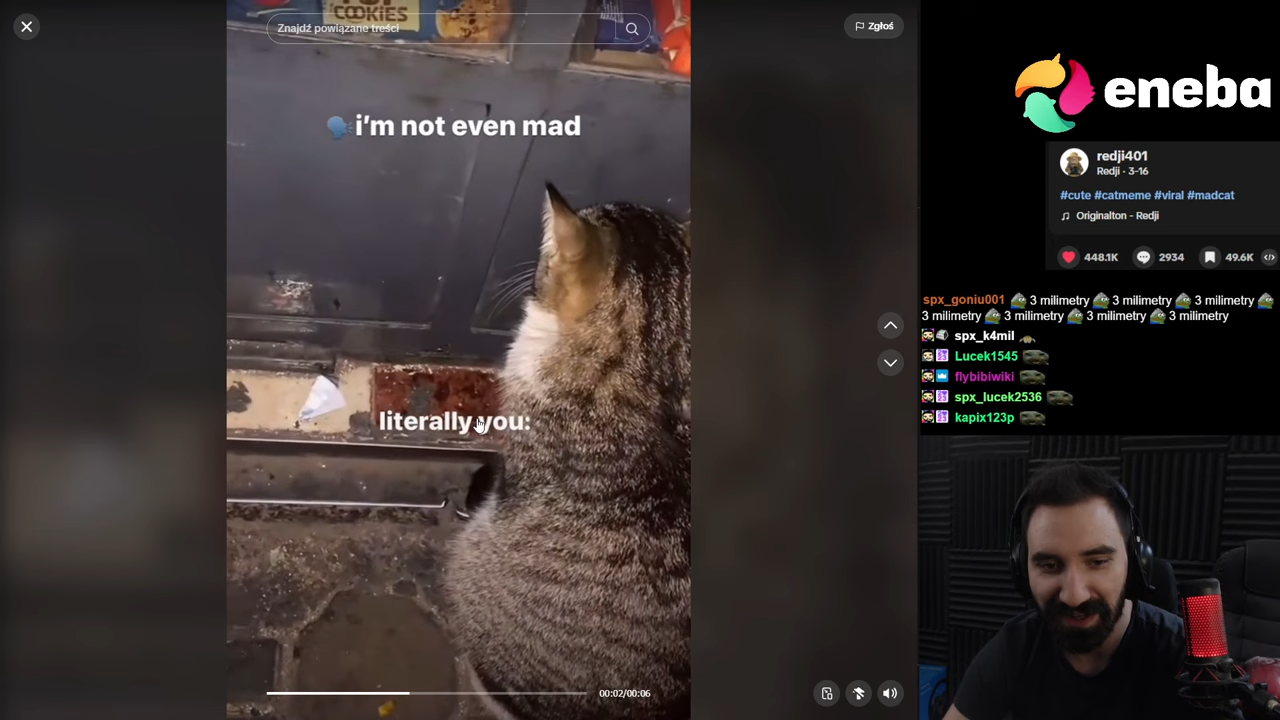 COOKIES
Znajdź powiązane treści
Zgłoś
i'm not even mad
literally you:
00:02/00:06
eneba
redji401
Redji · 3-16
#cute #catmeme #viral #madcat
Originalton - Redji
448.1K 2934 49.6K
spx_goniu001 3 milimetry 3 milimetry 3 milimetry
3 milimetry 3 milimetry 3 milimetry 3 milimetry
spx_k4mil
Lucek1545
flybibiwiki
spx_lucek2536
kapix123p